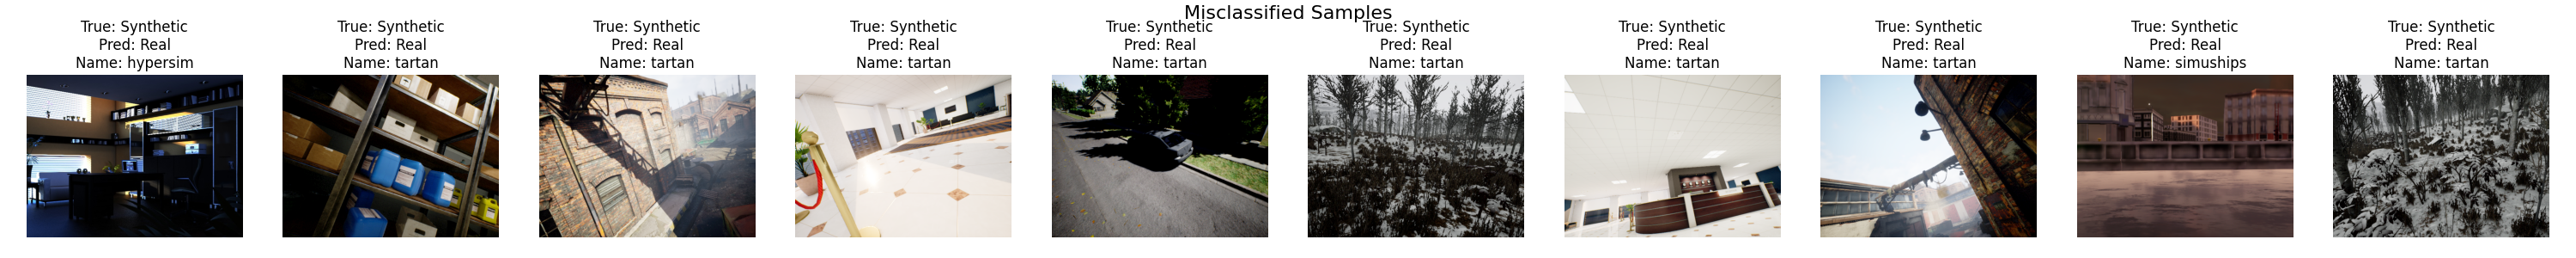 Misclassified Samples
True: Synthetic
Pred: Real
Name: hypersim
True: Synthetic
Pred: Real
Name: tartan
True: Synthetic
Pred: Real
Name: tartan
True: Synthetic
Pred: Real
Name: tartan
True: Synthetic
Pred: Real
Name: tartan
True: Synthetic
Pred: Real
Name: tartan
True: Synthetic
Pred: Real
Name: tartan
True: Synthetic
Pred: Real
Name: tartan
True: Synthetic
Pred: Real
Name: simuships
True: Synthetic
Pred: Real
Name: tartan